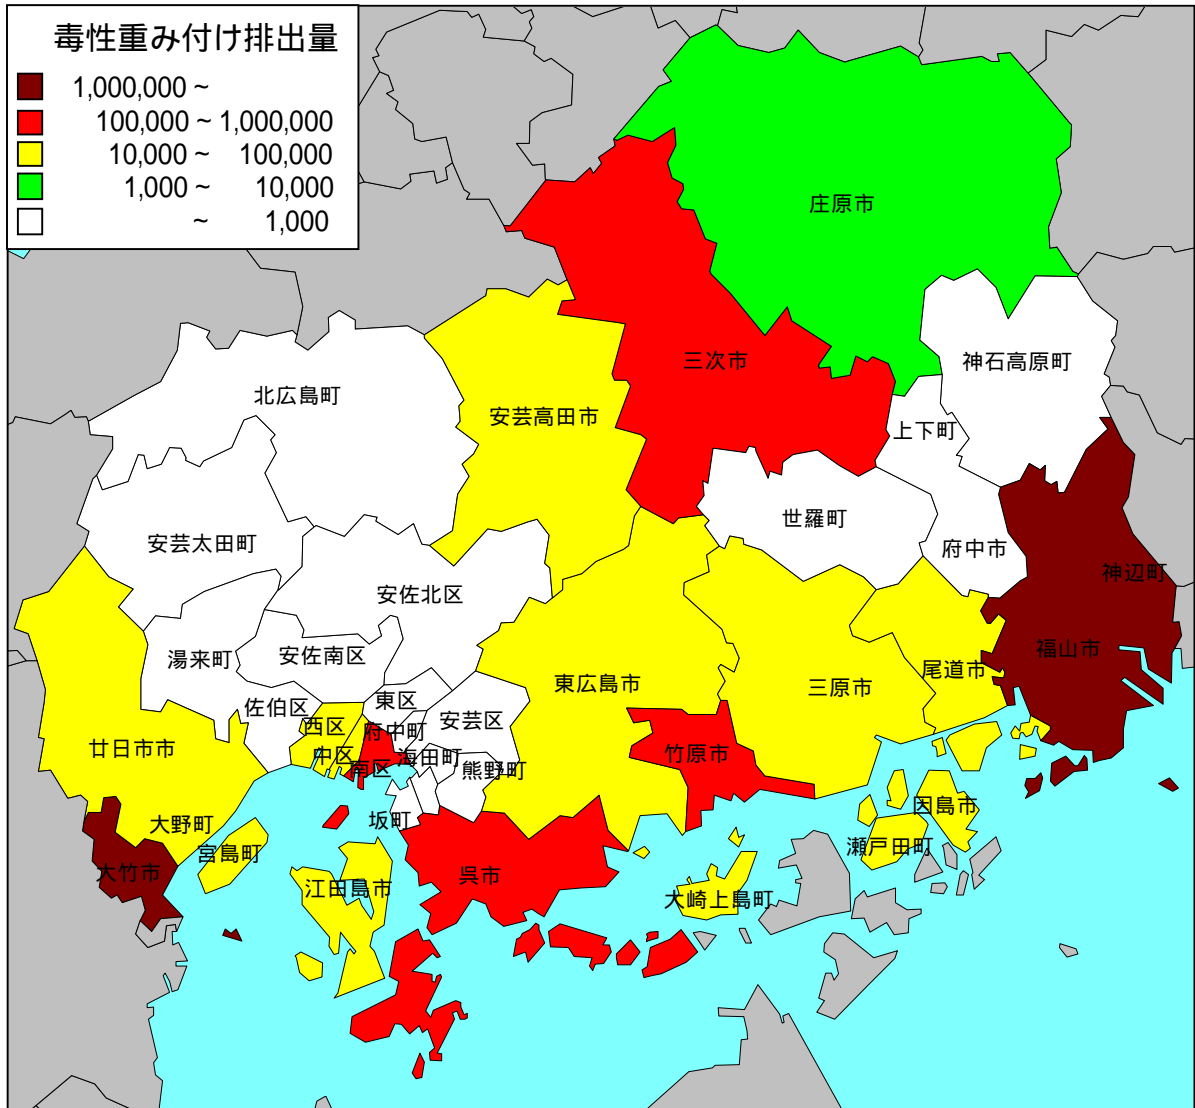 毒性重み付け排出量
1,000,000 ~
100,000 ~ 1,000,000
10,000 ~ 100,000
1,000 ~ 10,000
~ 1,000
庄原市
三次市
神石高原町
北広島町
安芸高田市
上下町
世羅町
安芸太田町
府中市
神辺町
安佐北区
湯来町
安佐南区
福山市
東広島市
三原市
尾道市
東区
佐伯区
安芸区
西区
府中町
廿日市市
中区
海田町
竹原市
南区
熊野町
因島市
坂町
大野町
瀬戸田町
宮島町
大竹市
呉市
江田島市
大崎上島町